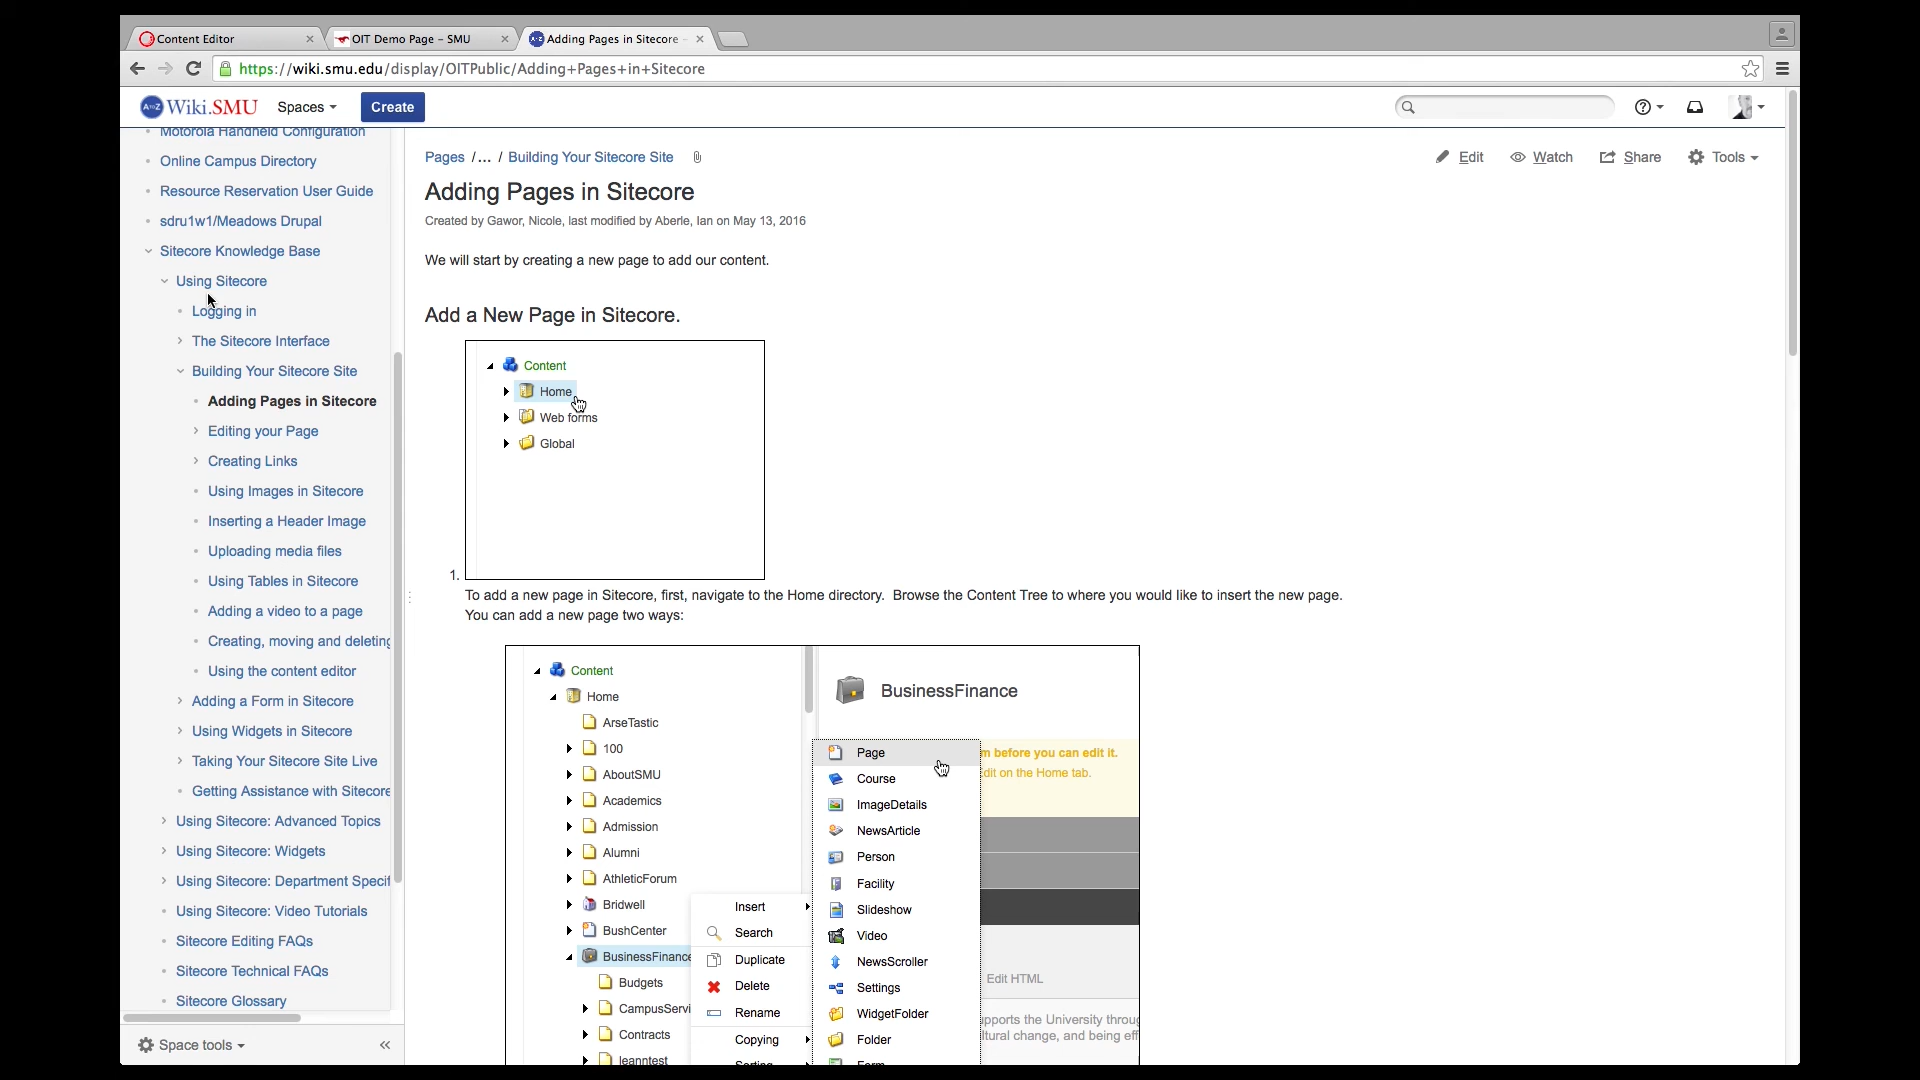 Content Editor
OIT Demo Page – SMU
Adding Pages in Sitecore
https://wiki.smu.edu/display/OITPublic/Adding+Pages+in+Sitecore
A-Z Wiki.SMU
Spaces
Create
Motorola Handheld Configuration
Online Campus Directory
Resource Reservation User Guide
sdru1w1/Meadows Drupal
Sitecore Knowledge Base
Using Sitecore
Logging in
The Sitecore Interface
Building Your Sitecore Site
Adding Pages in Sitecore
Editing your Page
Creating Links
Using Images in Sitecore
Inserting a Header Image
Uploading media files
Using Tables in Sitecore
Adding a video to a page
Creating, moving and deleting
Using the content editor
Adding a Form in Sitecore
Using Widgets in Sitecore
Taking Your Sitecore Site Live
Getting Assistance with Sitecore
Using Sitecore: Advanced Topics
Using Sitecore: Widgets
Using Sitecore: Department Specif
Using Sitecore: Video Tutorials
Sitecore Editing FAQs
Sitecore Technical FAQs
Sitecore Glossary
Space tools
Pages /... / Building Your Sitecore Site
Edit
Watch
Share
Tools
Adding Pages in Sitecore
Created by Gawor, Nicole, last modified by Aberle, Ian on May 13, 2016
We will start by creating a new page to add our content.
Add a New Page in Sitecore.
Content
Home
Web forms
Global
1.
To add a new page in Sitecore, first, navigate to the Home directory. Browse the Content Tree to where you would like to insert the new page.
You can add a new page two ways:
Content
Home
ArseTastic
100
AboutSMU
Academics
Admission
Alumni
AthleticForum
Bridwell
BushCenter
BusinessFinance
Budgets
CampusServi
Contracts
leanntest
Insert
Search
Duplicate
Delete
Rename
Copying
Sorting
Page
Course
ImageDetails
NewsArticle
Person
Facility
Slideshow
Video
NewsScroller
Settings
WidgetFolder
Folder
Form
BusinessFinance
m before you can edit it.
dit on the Home tab.
Edit HTML
pports the University throug
ltural change, and being eff